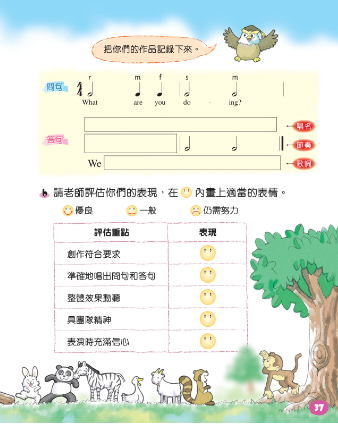 把你們的作品記錄下來。
問句
r m f s m
What are you do - ing?
唱名
答句
節奏
We
歌詞
b 請老師評估你們的表現，在 內畫上適當的表情。
優良 一般 仍需努力
評估重點 表現
創作符合要求
準確地唱出問句和答句
整體效果動聽
具團隊精神
表演時充滿信心
37